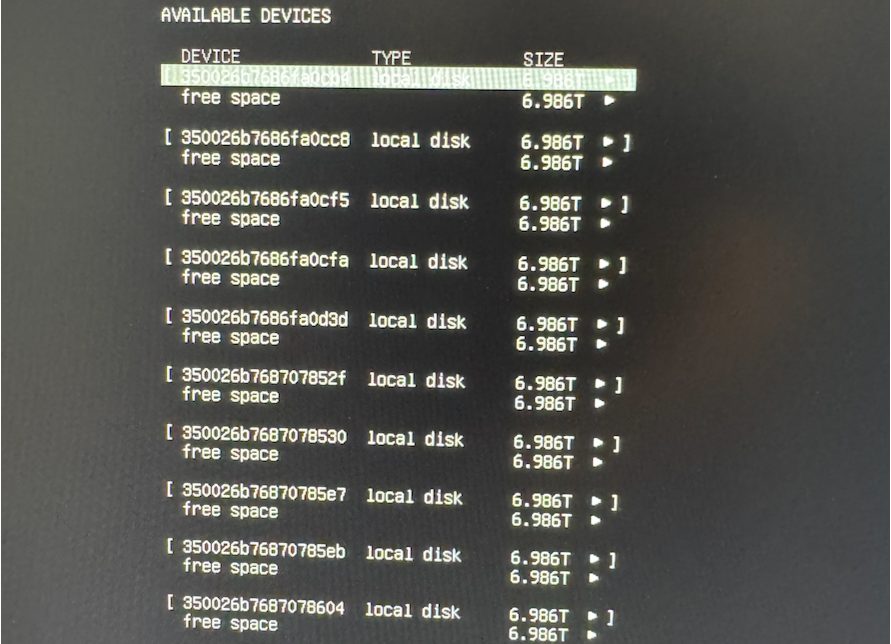 AVAILABLE DEVICES
DEVICE TYPE SIZE
[ 350026b7686fa0cb4 local disk 6.986T ►
free space 6.986T ►
[ 350026b7686fa0cc8 local disk 6.986T ► ]
free space 6.986T ►
[ 350026b7686fa0cf5 local disk 6.986T ► ]
free space 6.986T ►
[ 350026b7686fa0cfa local disk 6.986T ► ]
free space 6.986T ►
[ 350026b7686fa0d3d local disk 6.986T ► ]
free space 6.986T ►
[ 350026b768707852f local disk 6.986T ► ]
free space 6.986T ►
[ 350026b7687078530 local disk 6.986T ► ]
free space 6.986T ►
[ 350026b76870785e7 local disk 6.986T ► ]
free space 6.986T ►
[ 350026b76870785eb local disk 6.986T ► ]
free space 6.986T ►
[ 350026b7687078604 local disk 6.986T ► ]
free space 6.986T ►